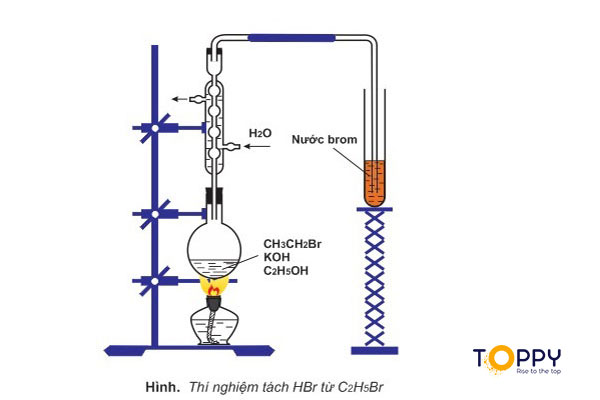 H2O
Nước brom
CH3CH2Br
KOH
C2H5OH
TOPPY
Rise to the top
Hình. Thí nghiệm tách HBr từ C2H5Br